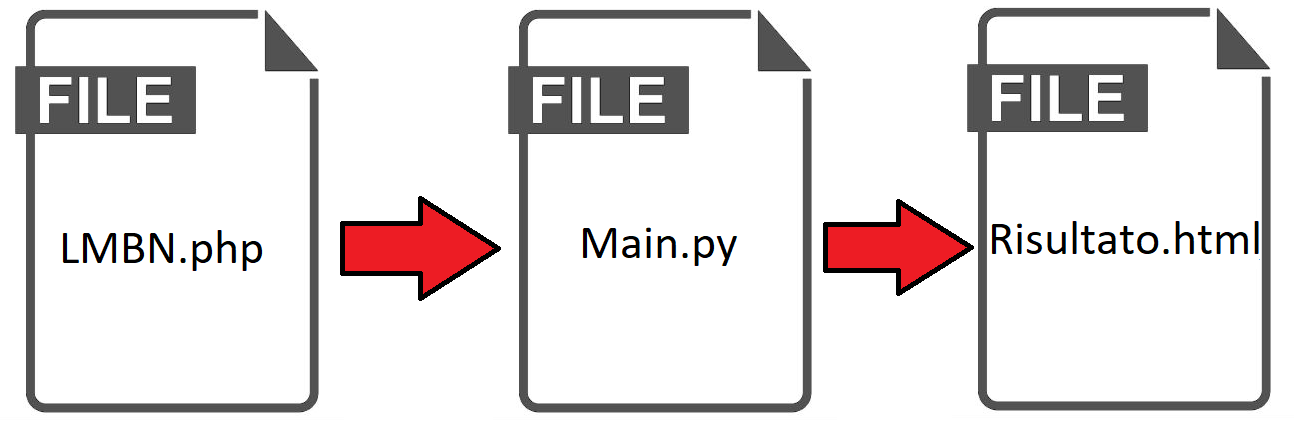 FILE
LMBN.php
FILE
Main.py
FILE
Risultato.html